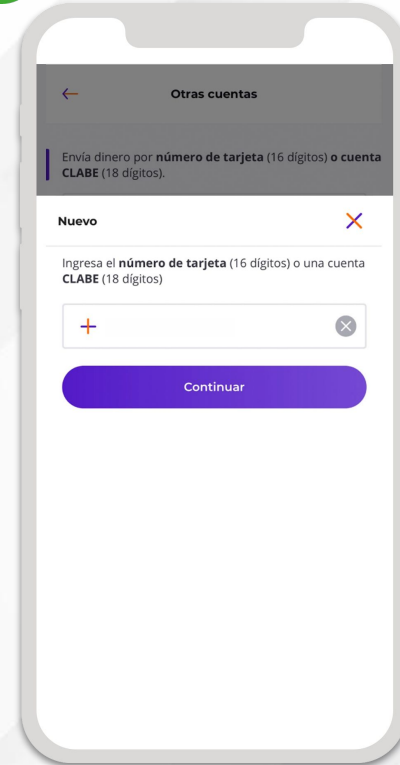 Otras cuentas
Envía dinero por número de tarjeta (16 dígitos) o cuenta
CLABE (18 dígitos).
Nuevo
Ingresa el número de tarjeta (16 dígitos) o una cuenta
CLABE (18 dígitos)
Continuar